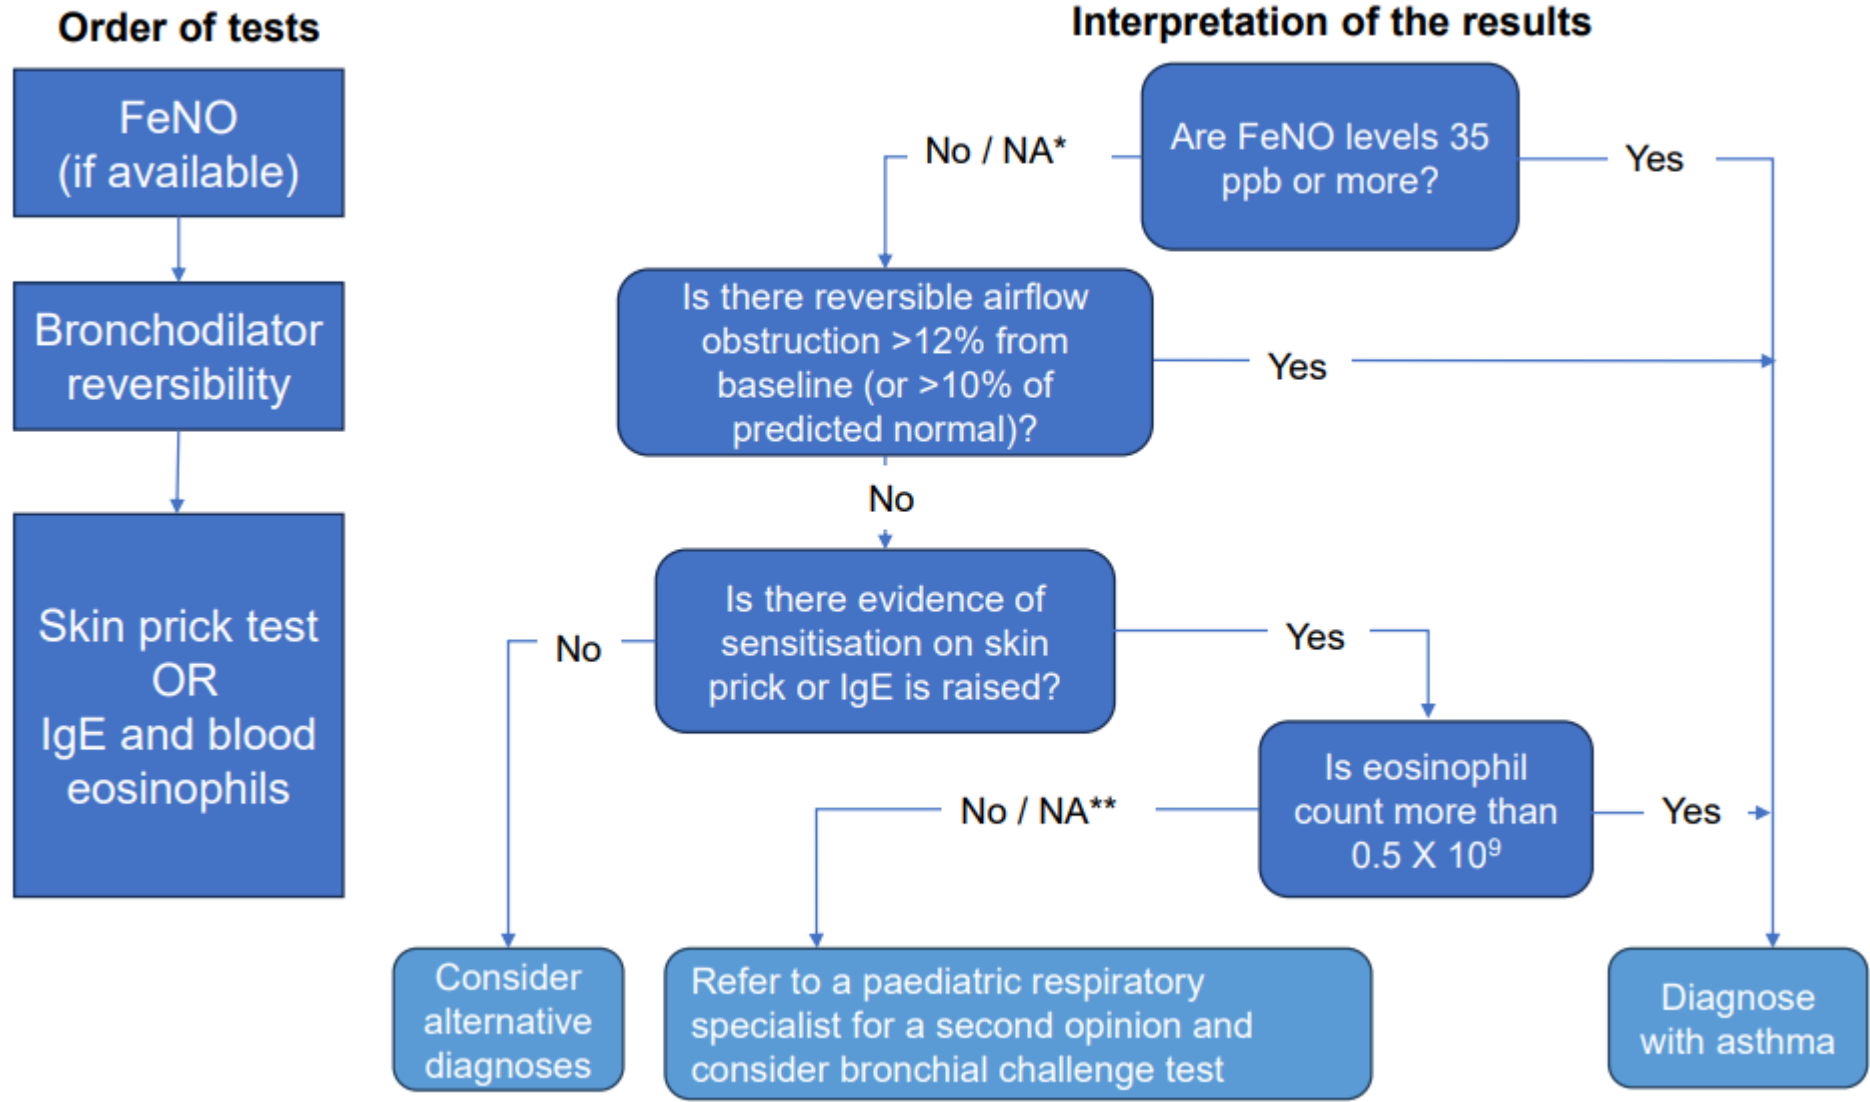 Order of tests
FeNO
(if available)
Bronchodilator
reversibility
Skin prick test
OR
IgE and blood
eosinophils
Interpretation of the results
Are FeNO levels 35
ppb or more?
No / NA*
Yes
Is there reversible airflow
obstruction >12% from
baseline (or >10% of
predicted normal)?
Yes
No
Is there evidence of
sensitisation on skin
prick or IgE is raised?
No
Yes
Is eosinophil
count more than
0.5 X 10⁹
No / NA**
Yes
Consider
alternative
diagnoses
Refer to a paediatric respiratory
specialist for a second opinion and
consider bronchial challenge test
Diagnose
with asthma